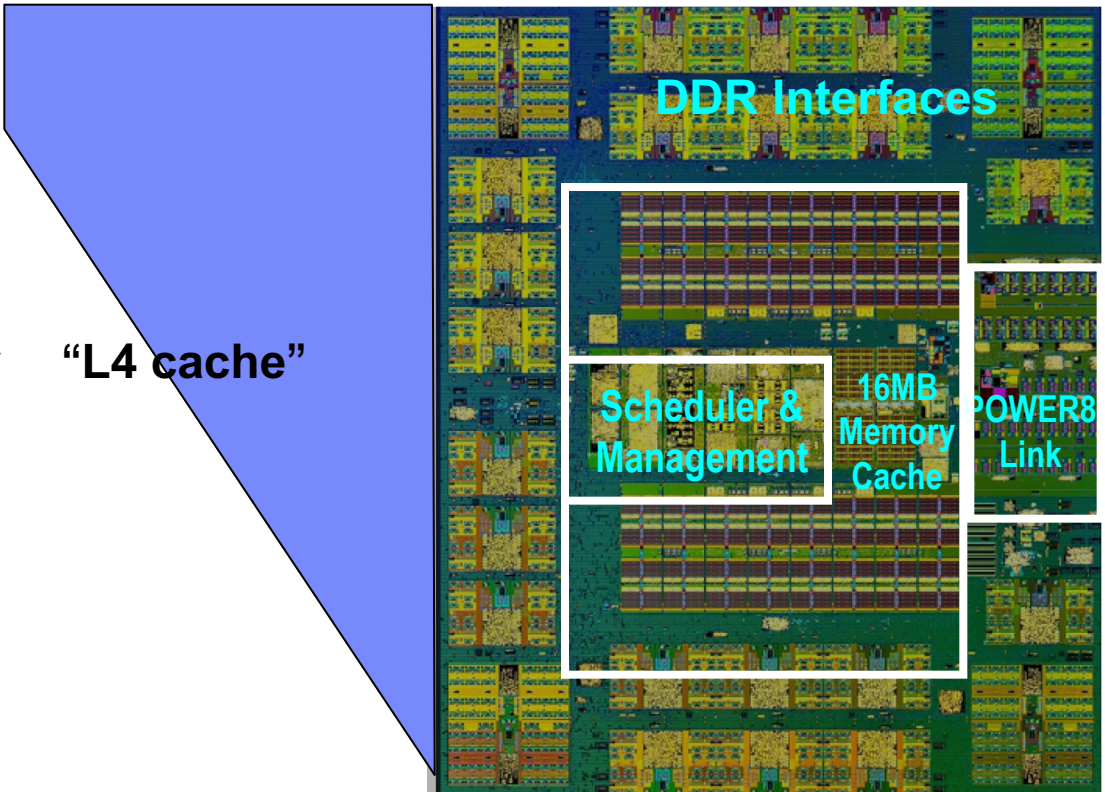 DDR Interfaces
“L4 cache”
Scheduler &
Management
16MB
Memory
Cache
POWER8
Link